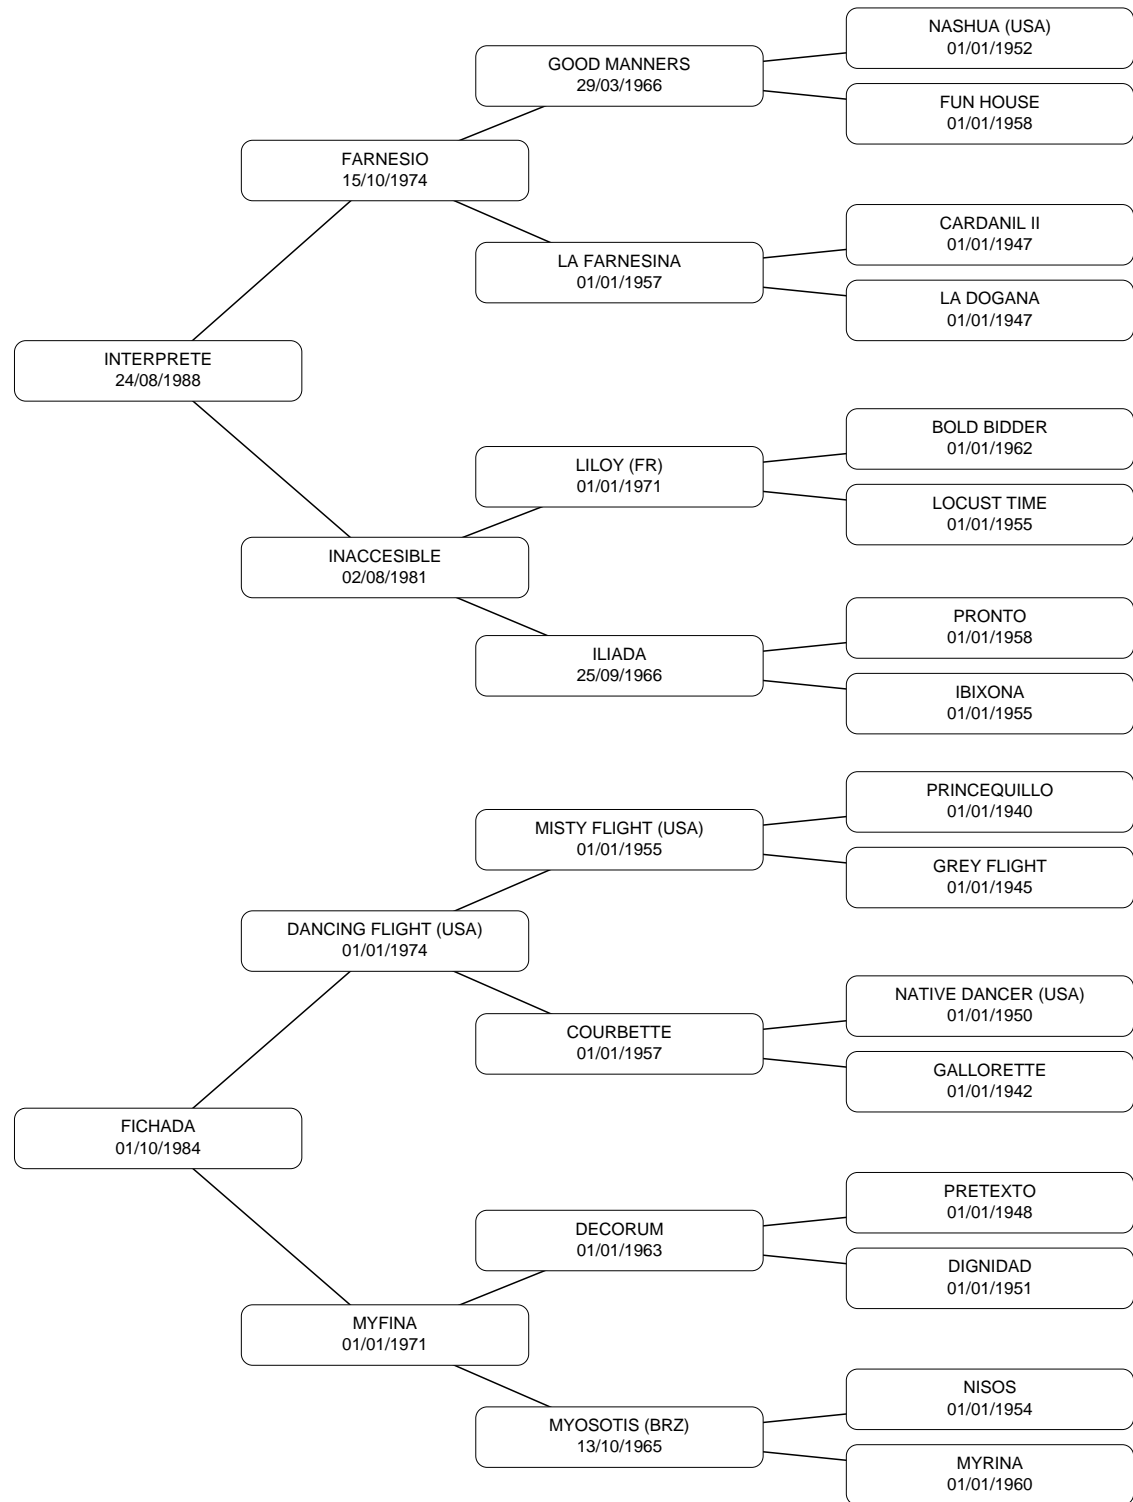 NASHUA (USA)
01/01/1952
GOOD MANNERS
29/03/1966
FUN HOUSE
01/01/1958
FARNESIO
15/10/1974
CARDANIL II
01/01/1947
LA FARNESINA
01/01/1957
LA DOGANA
01/01/1947
INTERPRETE
24/08/1988
BOLD BIDDER
01/01/1962
LILOY (FR)
01/01/1971
LOCUST TIME
01/01/1955
INACCESIBLE
02/08/1981
PRONTO
01/01/1958
ILIADA
25/09/1966
IBIXONA
01/01/1955
PRINCEQUILLO
01/01/1940
MISTY FLIGHT (USA)
01/01/1955
GREY FLIGHT
01/01/1945
DANCING FLIGHT (USA)
01/01/1974
NATIVE DANCER (USA)
01/01/1950
COURBETTE
01/01/1957
GALLORETTE
01/01/1942
FICHADA
01/10/1984
PRETEXTO
01/01/1948
DECORUM
01/01/1963
DIGNIDAD
01/01/1951
MYFINA
01/01/1971
NISOS
01/01/1954
MYOSOTIS (BRZ)
13/10/1965
MYRINA
01/01/1960